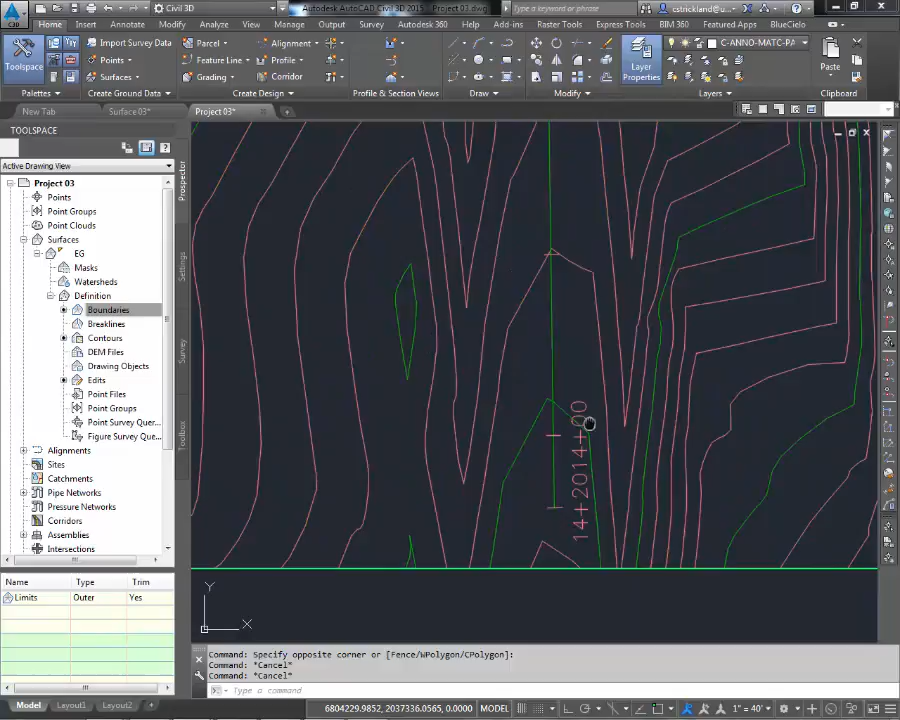 Civil 3D
Autodesk AutoCAD Civil 3D 2015 Project 03.dwg
Type a keyword or phrase
cstrickland
Home Insert Annotate Modify Analyze View Manage Output Survey Autodesk 360 Help Add-ins Raster Tools Express Tools BIM 360 Featured Apps BlueCielo
Toolspace
Import Survey Data
Points
Surfaces
Parcel
Feature Line
Grading
Alignment
Profile
Corridor
Layer Properties
C-ANNO-MATC-PA
Paste
Palettes Create Ground Data Create Design Profile & Section Views Draw Modify Layers Clipboard
New Tab Surface 03* Project 03*
TOOLSPACE
Active Drawing View
Project 03
Points
Point Groups
Point Clouds
Surfaces
EG
Masks
Watersheds
Definition
Boundaries
Breaklines
Contours
DEM Files
Drawing Objects
Edits
Point Files
Point Groups
Point Survey Que...
Figure Survey Que...
Alignments
Sites
Catchments
Pipe Networks
Pressure Networks
Corridors
Assemblies
Intersections
Prospector
Settings
Survey
Toolbox
Name Type Trim
Limits Outer Yes
14+2014+00
Y
X
Command: Specify opposite corner or [Fence/WPolygon/CPolygon]:
Command: *Cancel*
Command: *Cancel*
Type a command
Model Layout1 Layout2 +
6804229.9852, 2037336.0565, 0.0000 MODEL
1" = 40'